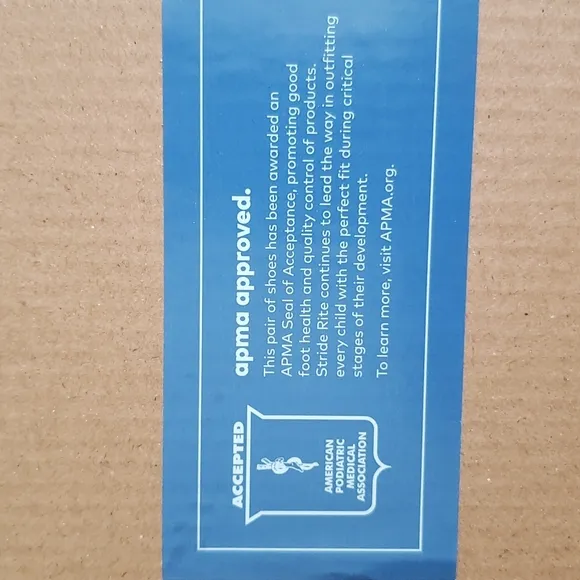 ACCEPTED
AMERICAN
PODIATRIC
MEDICAL
ASSOCIATION
apma approved.
This pair of shoes has been awarded an
APMA Seal of Acceptance, promoting good
foot health and quality control of products.
Stride Rite continues to lead the way in outfitting
every child with the perfect fit during critical
stages of their development.
To learn more, visit APMA.org.